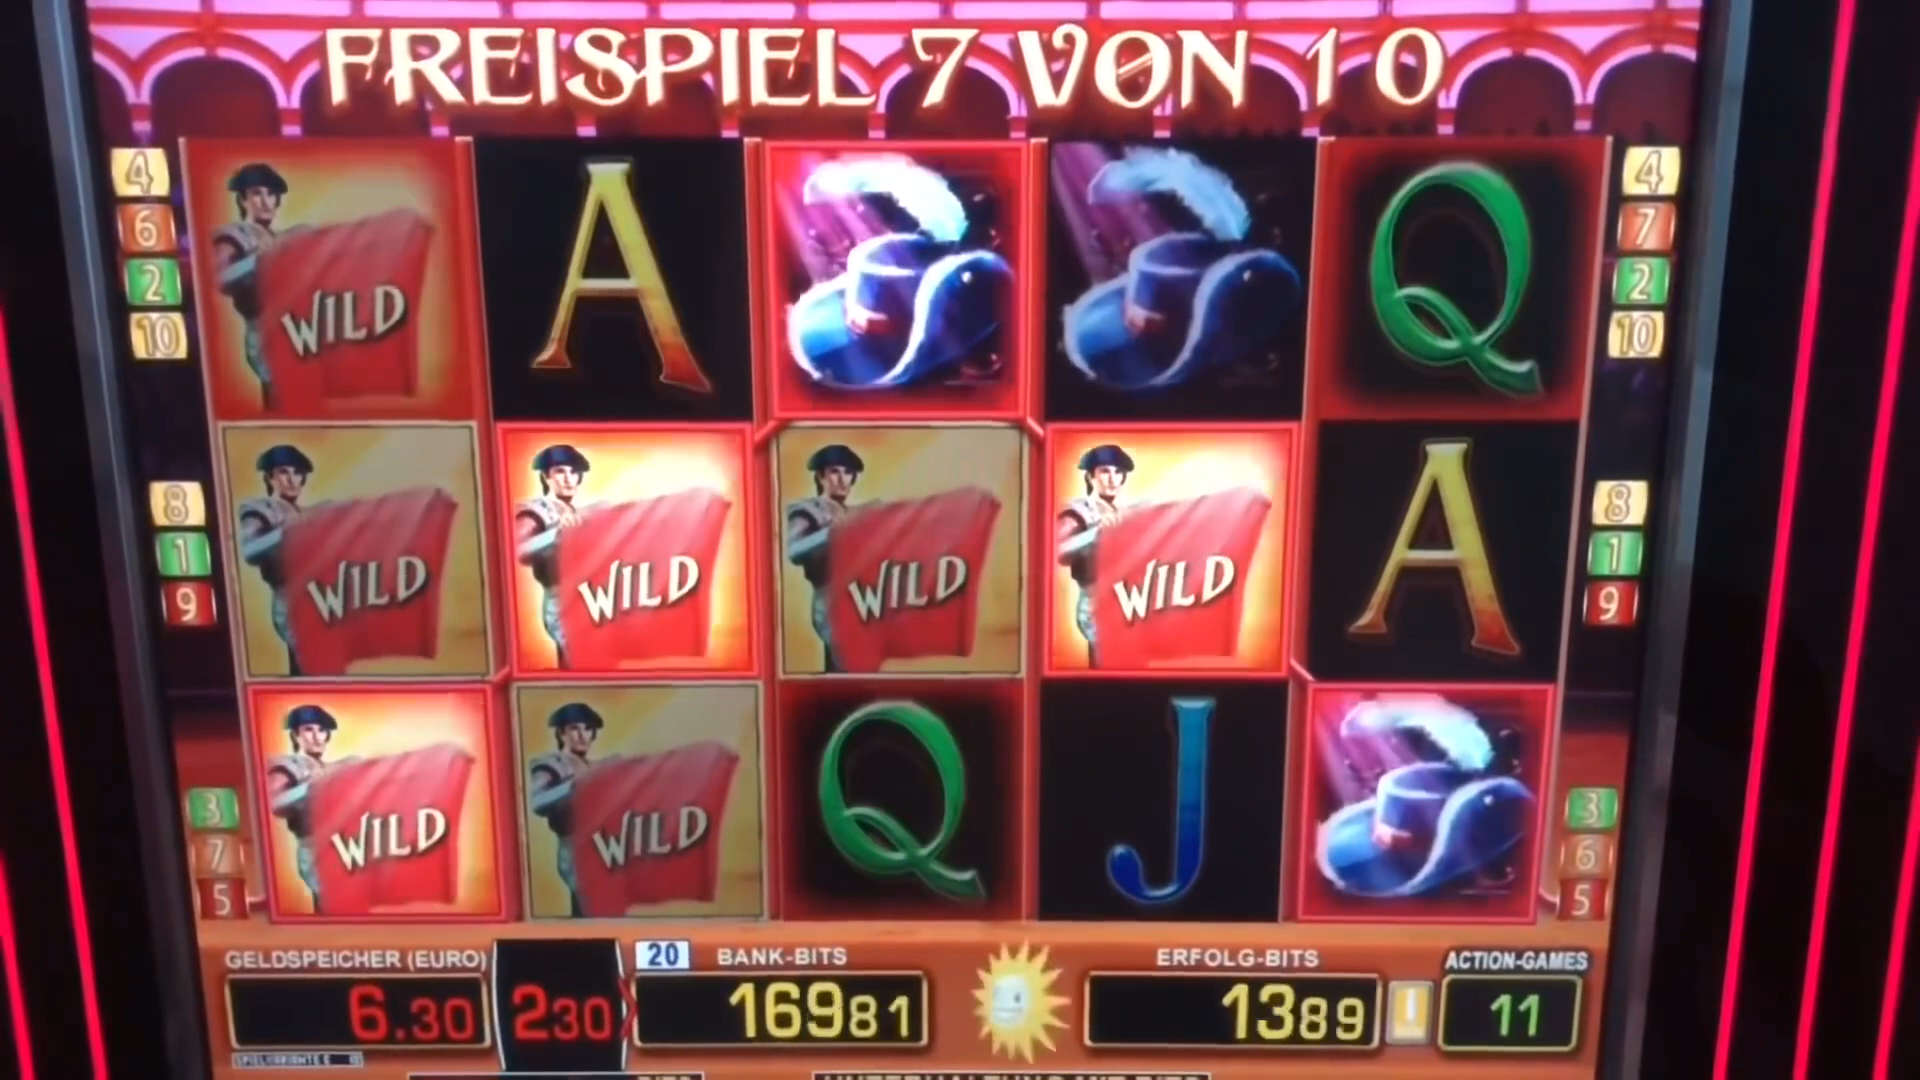 FREISPIEL 7 VON 10
4 4
6 7
2 2
10 10
WILD A Q
8 8
1 1
9 9
WILD WILD WILD WILD A
3 3
7 6
5 5
WILD WILD Q J
GELDSPEICHER (EURO) 20 BANK-BITS ERFOLG-BITS ACTION-GAMES
6.30 230 16981 1389 11